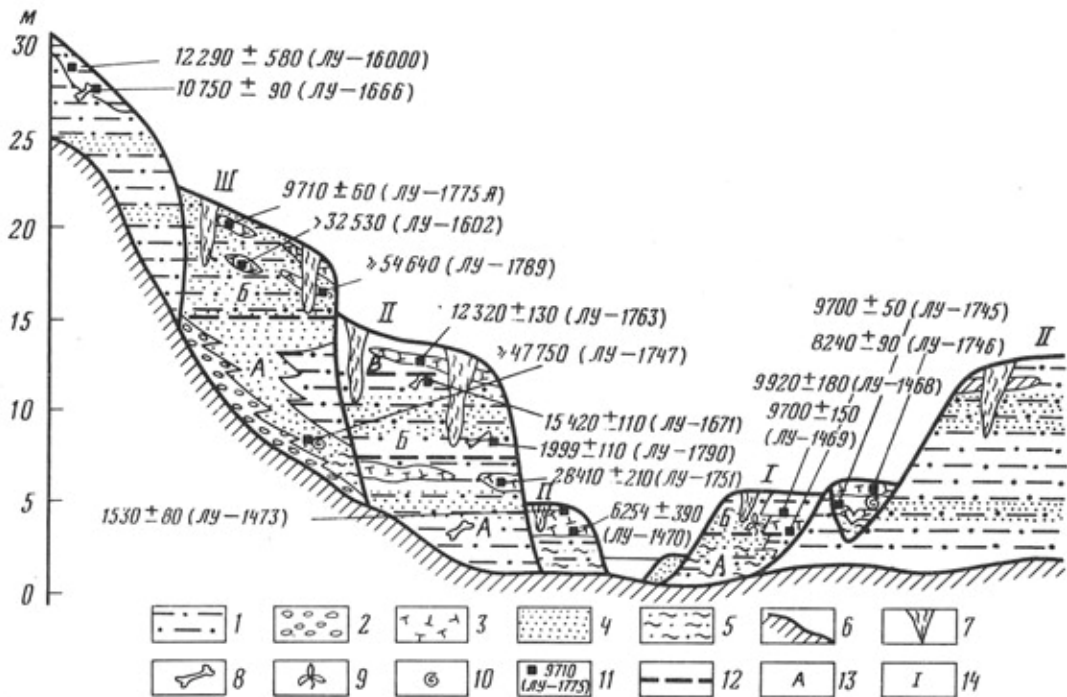 м
30
12 290 ± 580 (ЛУ-16000)
10 750 ± 90 (ЛУ-1666)
25
III
9710 ± 60 (ЛУ-1775 А)
20
>32 530 (ЛУ-1602)
≥54 640 (ЛУ-1789)
Б
II
9700 ± 50 (ЛУ-1745)
15
12 320 ± 130 (ЛУ-1763)
8240 ± 90 (ЛУ-1746)
II
≥47 750 (ЛУ-1747)
9920 ± 180 (ЛУ-1468)
А
В
9700 ± 150
(ЛУ-1469)
10
15 420 ± 110 (ЛУ-1671)
Б
1999 ± 110 (ЛУ-1790)
I
28410 ± 210 (ЛУ-1751)
5
П
6254 ± 390
(ЛУ-1470)
Б
1530 ± 80 (ЛУ-1473)
А
А
0
1 2 3 4 5 6 7
8 9 10 9710 (ЛУ-1775) 11 12 А 13 I 14